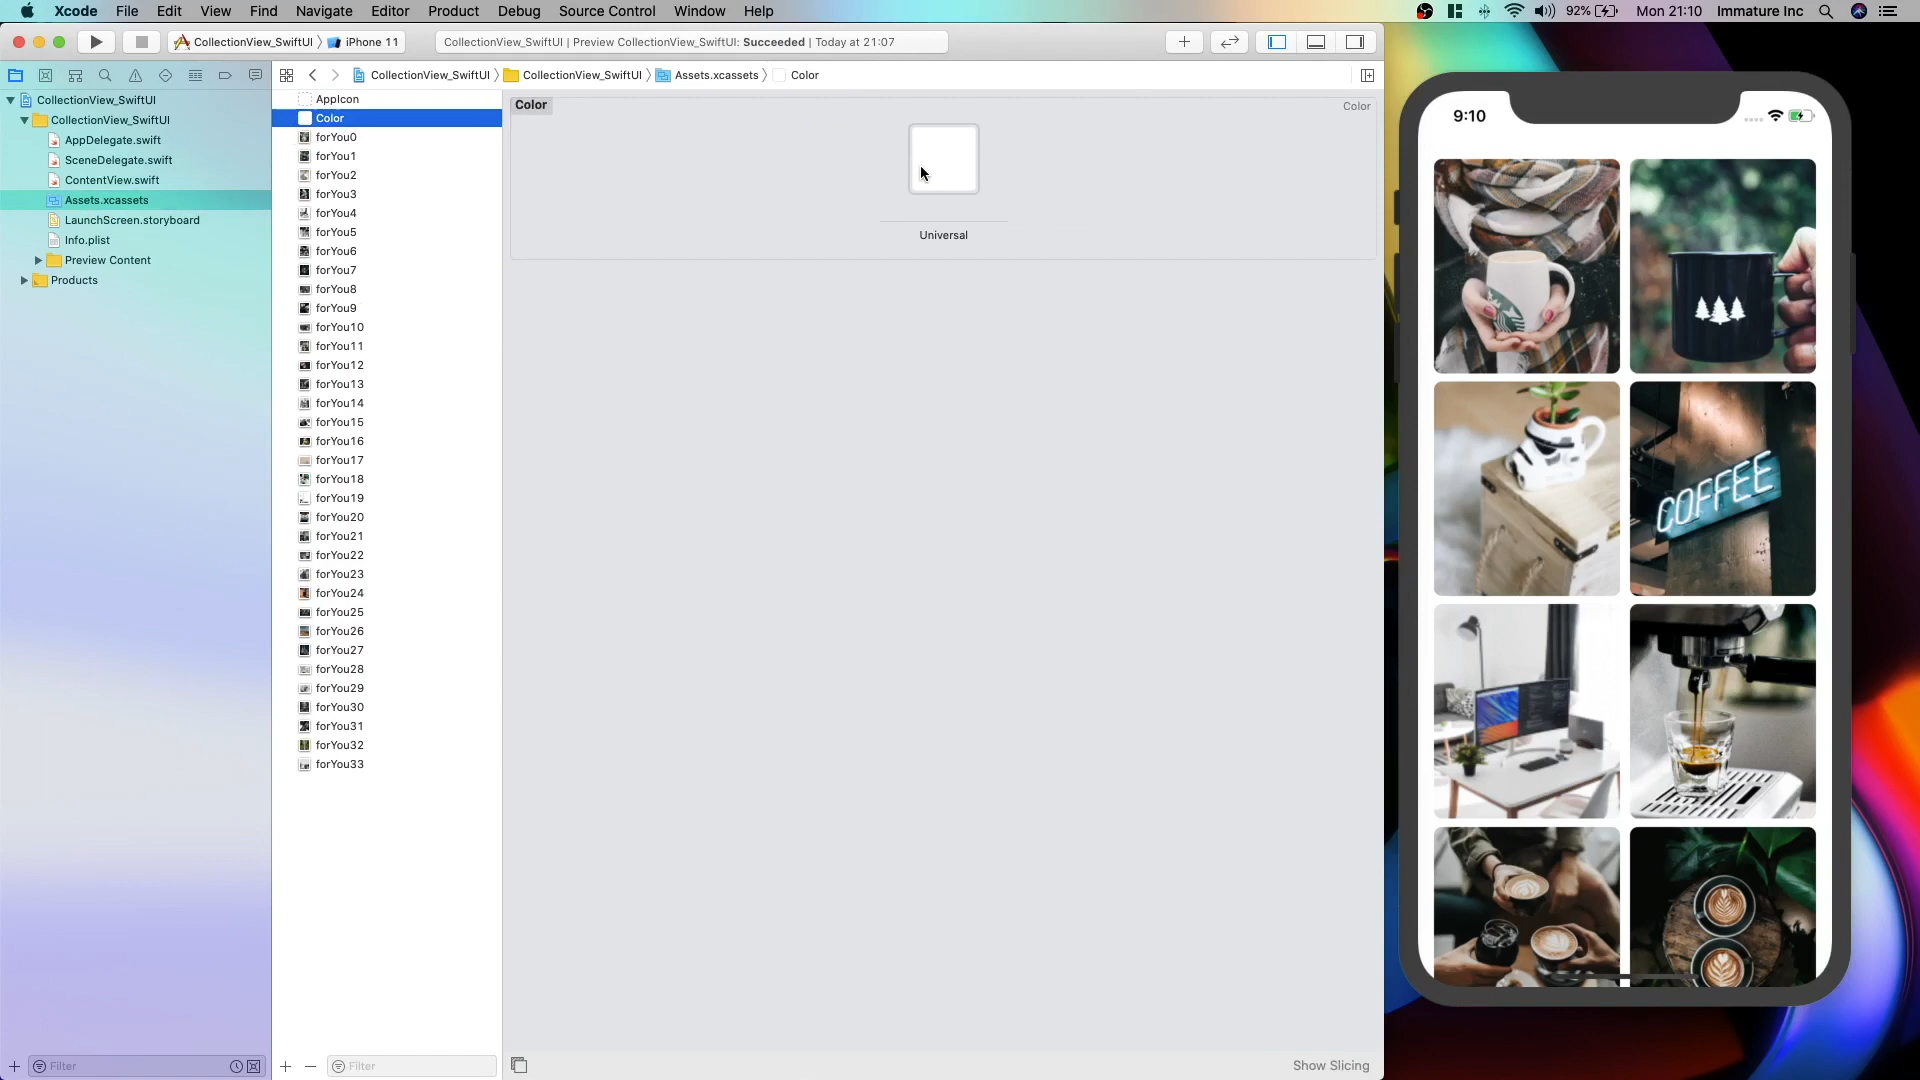 Xcode File Edit View Find Navigate Editor Product Debug Source Control Window Help 92% Mon 21:10 Immature Inc
CollectionView_SwiftUI iPhone 11 CollectionView_SwiftUI | Preview CollectionView_SwiftUI: Succeeded | Today at 21:07
CollectionView_SwiftUI CollectionView_SwiftUI Assets.xcassets Color
CollectionView_SwiftUI
CollectionView_SwiftUI
AppDelegate.swift
SceneDelegate.swift
ContentView.swift
Assets.xcassets
LaunchScreen.storyboard
Info.plist
Preview Content
Products
Filter
AppIcon
Color
forYou0
forYou1
forYou2
forYou3
forYou4
forYou5
forYou6
forYou7
forYou8
forYou9
forYou10
forYou11
forYou12
forYou13
forYou14
forYou15
forYou16
forYou17
forYou18
forYou19
forYou20
forYou21
forYou22
forYou23
forYou24
forYou25
forYou26
forYou27
forYou28
forYou29
forYou30
forYou31
forYou32
forYou33
Filter
Color Color
Universal
Show Slicing
9:10
COFFEE